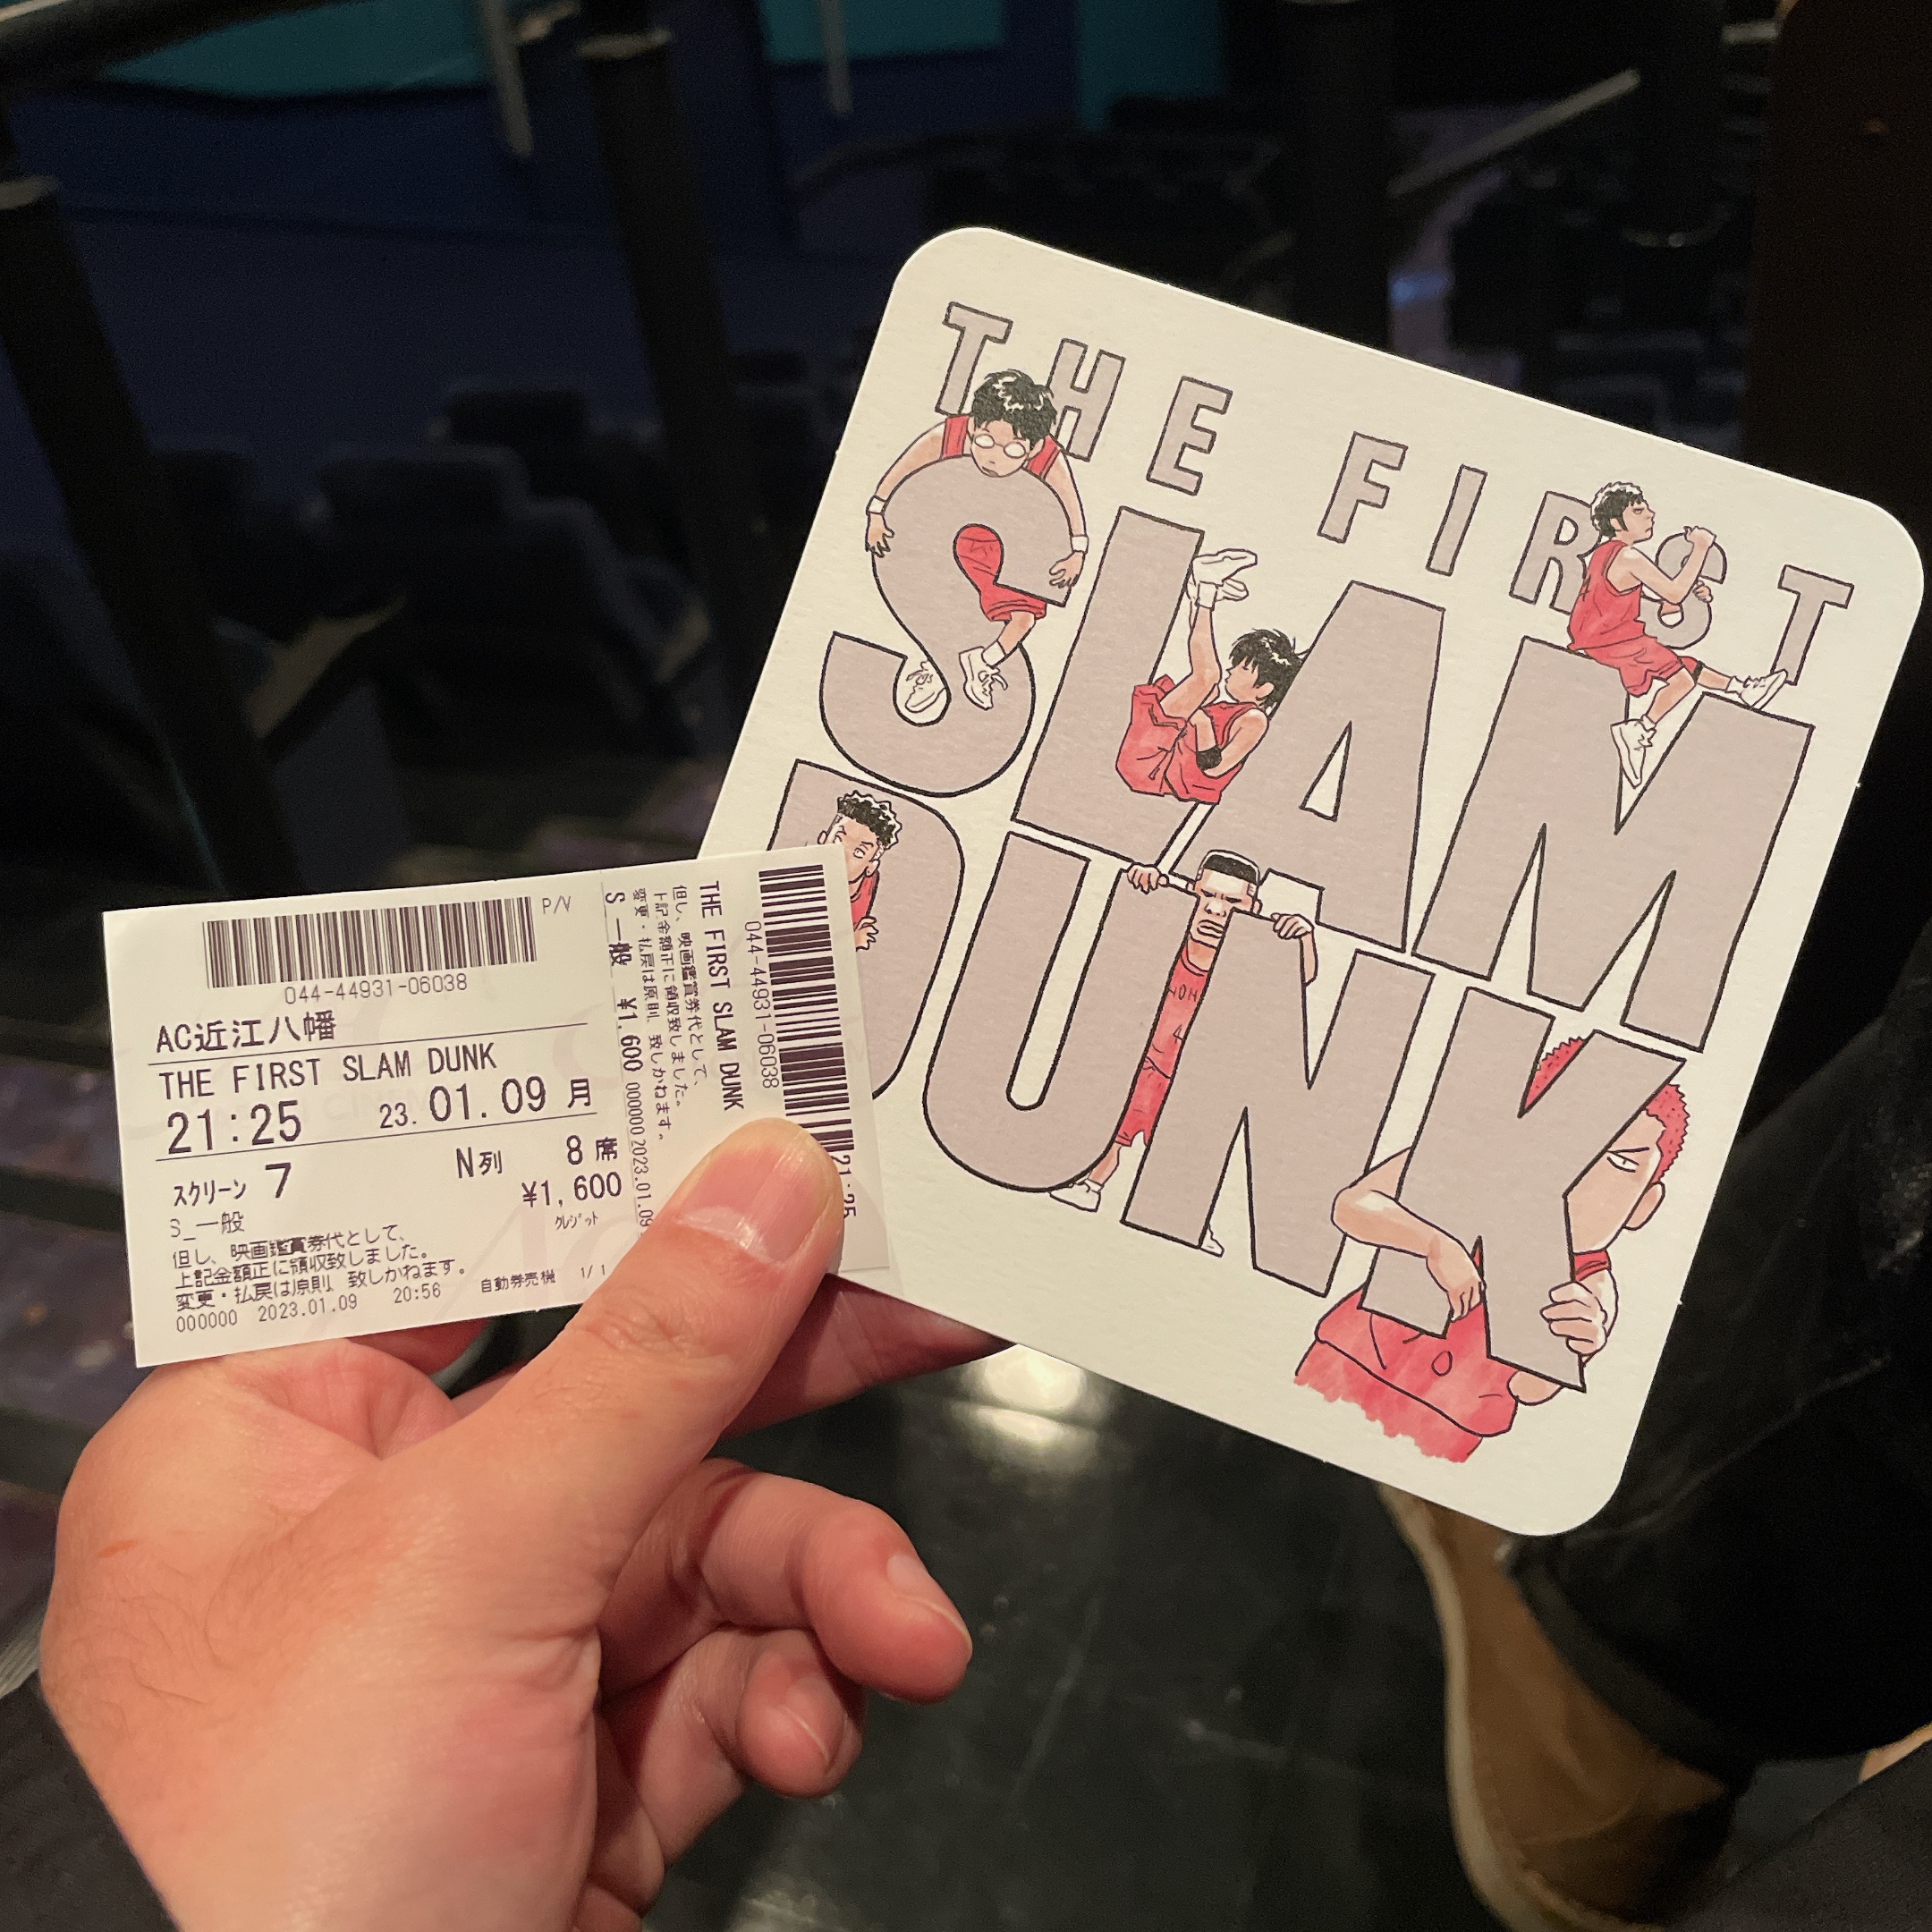 044-44931-06038
P/N
AC近江八幡
THE FIRST SLAM DUNK
21:25 23.01.09 月
スクリーン 7 N列 8席
S_一般 ¥1,600
クレジット
但し、映画鑑賞券代として、
上記金額正に領収致しました。
変更・払戻は原則 致しかねます。
000000 2023.01.09 20:56 自動券売機 1/1
044-44931-06038
21:25
THE FIRST SLAM DUNK
但し、映画鑑賞券代として、
上記金額正に領収致しました。
変更・払戻は原則 致しかねます。
S_一般 ¥1,600 000000 2023.01.09
THE FIRST
SLAM
DUNK